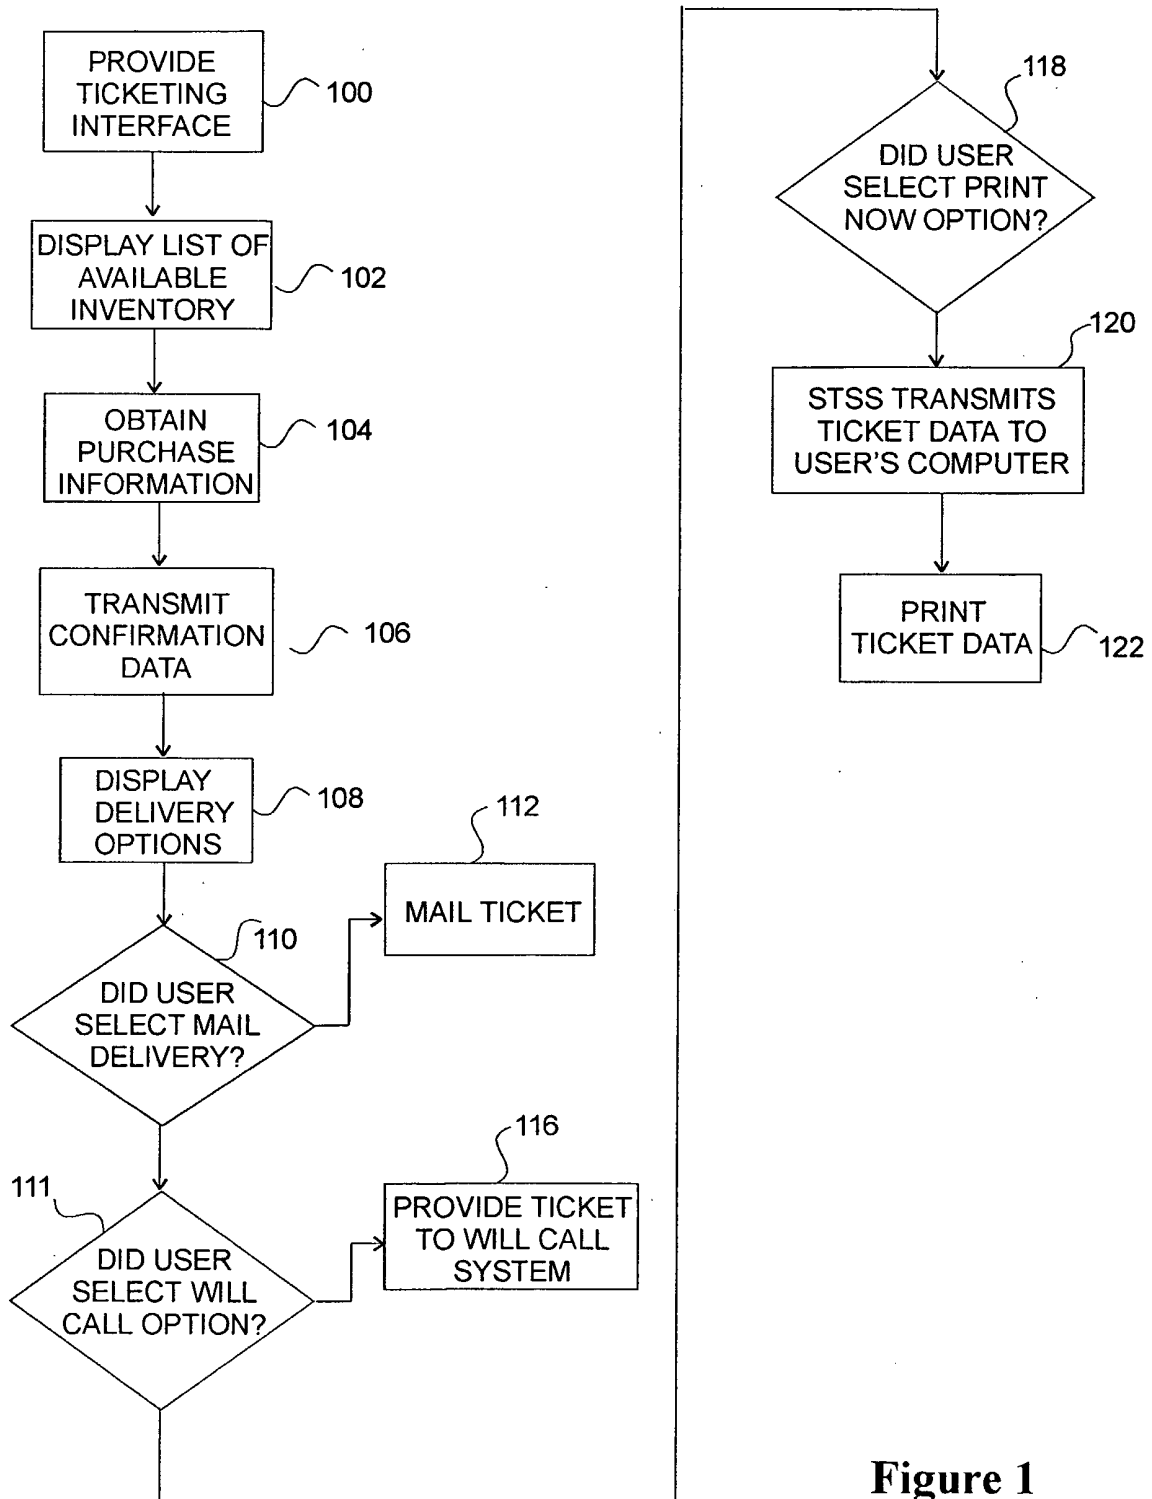 PROVIDE
TICKETING
INTERFACE
100
DISPLAY LIST OF
AVAILABLE
INVENTORY
102
OBTAIN
PURCHASE
INFORMATION
104
TRANSMIT
CONFIRMATION
DATA
106
DISPLAY
DELIVERY
OPTIONS
108
110
DID USER
SELECT MAIL
DELIVERY?
112
MAIL TICKET
111
DID USER
SELECT WILL
CALL OPTION?
116
PROVIDE TICKET
TO WILL CALL
SYSTEM
118
DID USER
SELECT PRINT
NOW OPTION?
120
STSS TRANSMITS
TICKET DATA TO
USER'S COMPUTER
PRINT
TICKET DATA
122
Figure 1